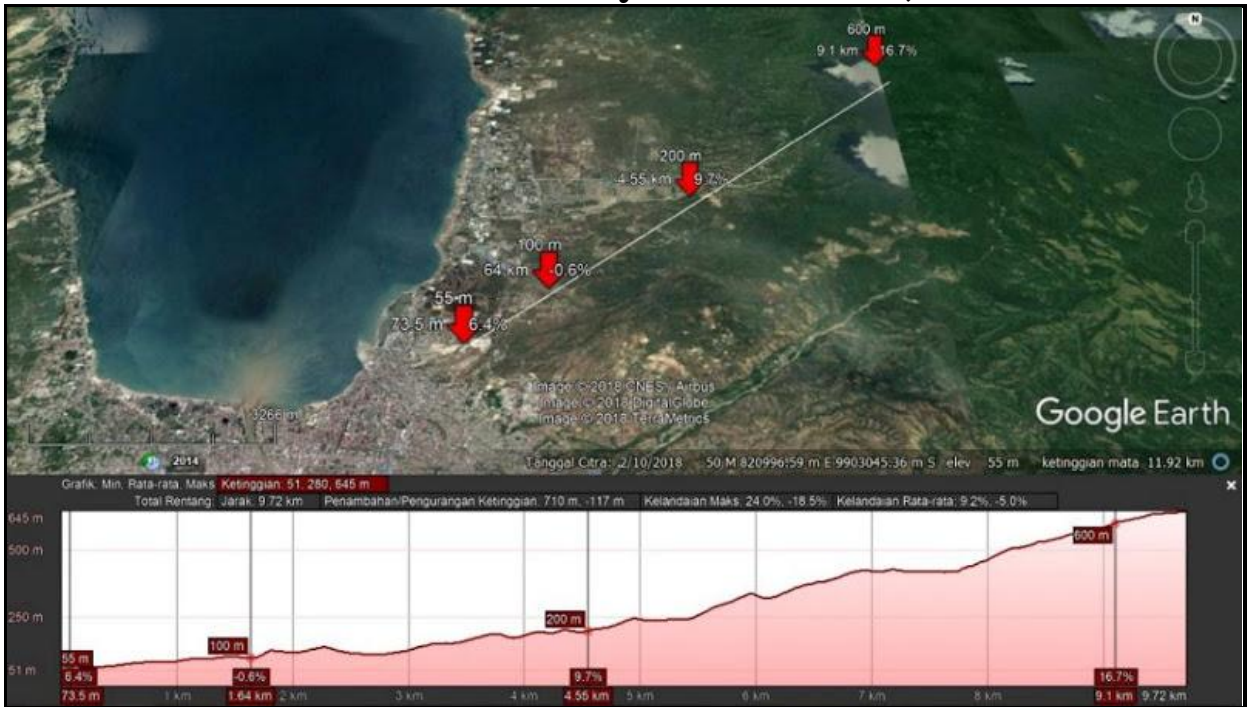 N
600 m
9.1 km 16.7%
200 m
4.55 km 9.7%
100 m
64 km -0.6%
55 m
73.5 m 6.4%
Image © 2018 CNES / Airbus
Image © 2018 DigitalGlobe
Image © 2018 TerraMetrics
3266 m
Google Earth
2014
Tanggal Citra: 2/10/2018 50 M 820996.59 m E 9903045.36 m S elev 55 m ketinggian mata 11.92 km
Grafik: Min. Rata-rata. Maks Ketinggian: 51, 280, 645 m
Total Rentang: Jarak: 9.72 km Penambahan/Pengurangan Ketinggian: 710 m, -117 m Kelandaian Maks: 24.0%, -18.5% Kelandaian Rata-rata: 9.2%, -5.0%
645 m
500 m
600 m
250 m
200 m
100 m
55 m
51 m
6.4% -0.6% 9.7% 16.7%
73.5 m 1 km 1.64 km 2 km 3 km 4 km 4.55 km 5 km 6 km 7 km 8 km 9.1 km 9.72 km